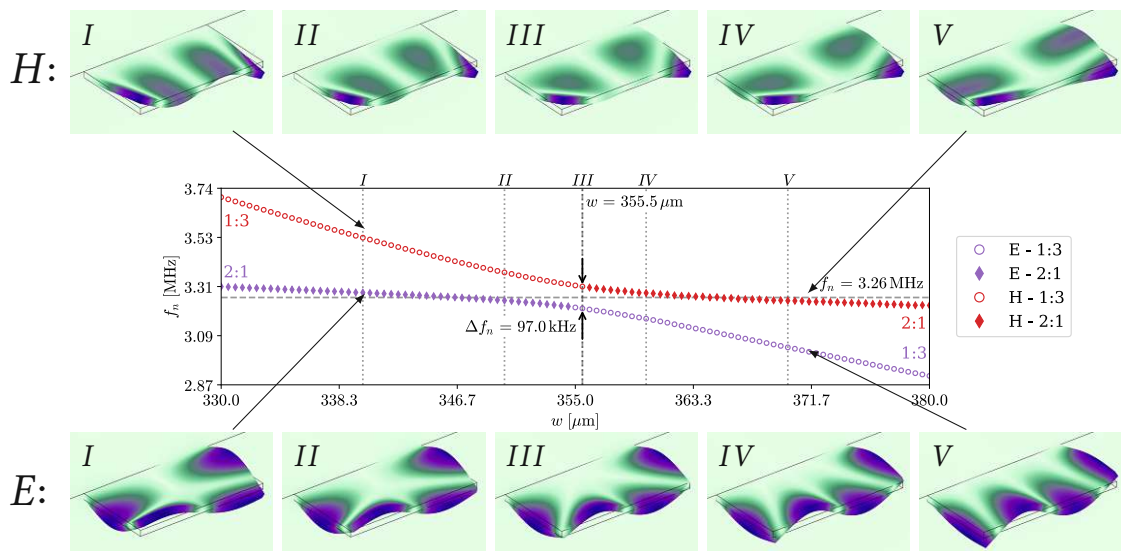 H:
I II III IV V
I II III IV V
3.74
3.53
3.31
3.09
2.87
f_n [MHz]
1:3
2:1
w = 355.5 μm
f_n = 3.26 MHz
Δf_n = 97.0 kHz
2:1
1:3
330.0 338.3 346.7 355.0 363.3 371.7 380.0
w [μm]
E - 1:3
E - 2:1
H - 1:3
H - 2:1
E:
I II III IV V